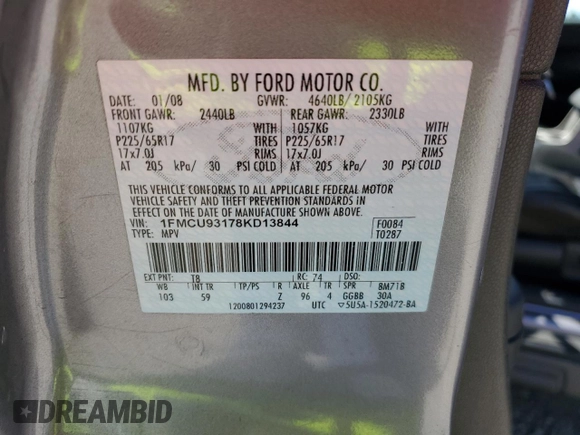 MFD. BY FORD MOTOR CO.
DATE: 01/08 GVWR: 4640LB/ 2105KG
FRONT GAWR: 2440LB REAR GAWR: 2330LB
1107KG WITH 1057KG WITH
P225/65R17 TIRES P225/65R17 TIRES
17x7.0J RIMS 17x7.0J RIMS
AT 205 kPa/ 30 PSI COLD AT 205 kPa/ 30 PSI COLD
THIS VEHICLE CONFORMS TO ALL APPLICABLE FEDERAL MOTOR
VEHICLE SAFETY AND THEFT PREVENTION STANDARDS IN
EFFECT ON THE DATE OF MANUFACTURE SHOWN ABOVE.
VIN: 1FMCU93178KD13844 F0084
TYPE: MPV T0287
EXT PNT: T8 RC: 74 DSO:
WB INT TR TP/PS R AXLE TR SPR BM71B
103 59 Z 96 4 GGBB 30A
1200801294237 UTC ▽5U5A-1520472-BA
DREAMBID